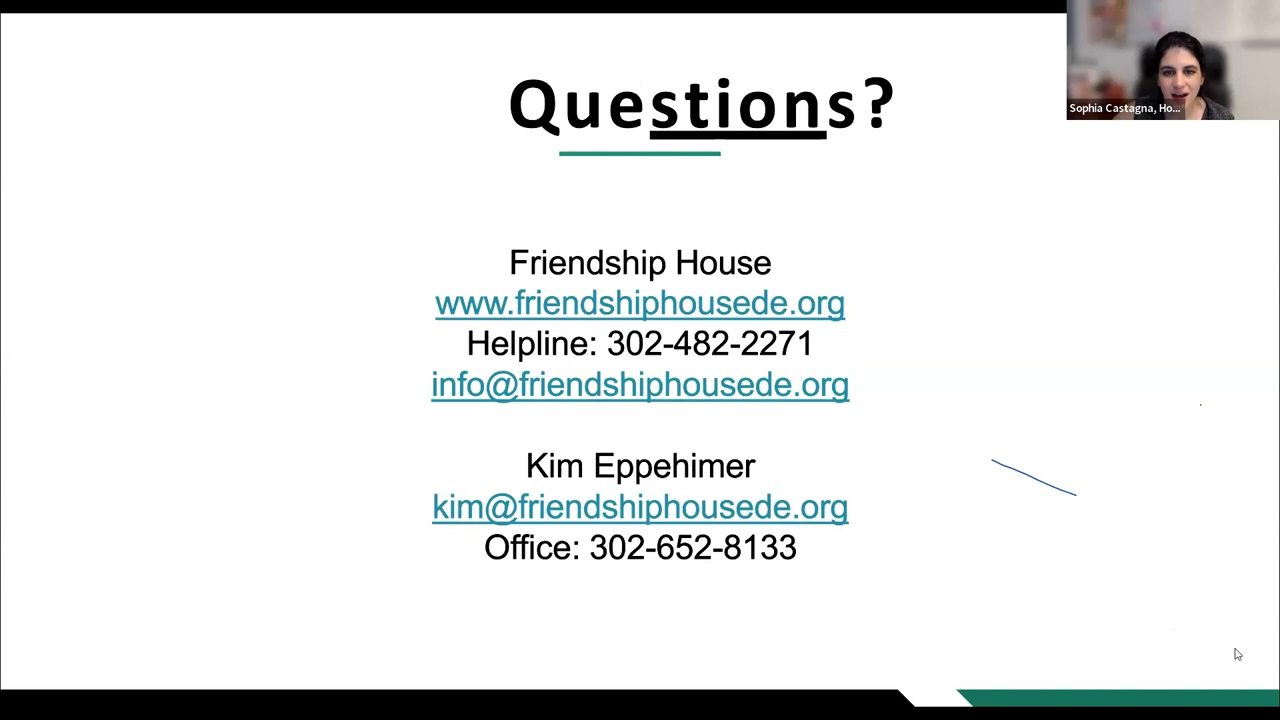 Questions?
Sophia Castagna, Ho...
Friendship House
www.friendshiphousede.org
Helpline: 302-482-2271
info@friendshiphousede.org
Kim Eppehimer
kim@friendshiphousede.org
Office: 302-652-8133